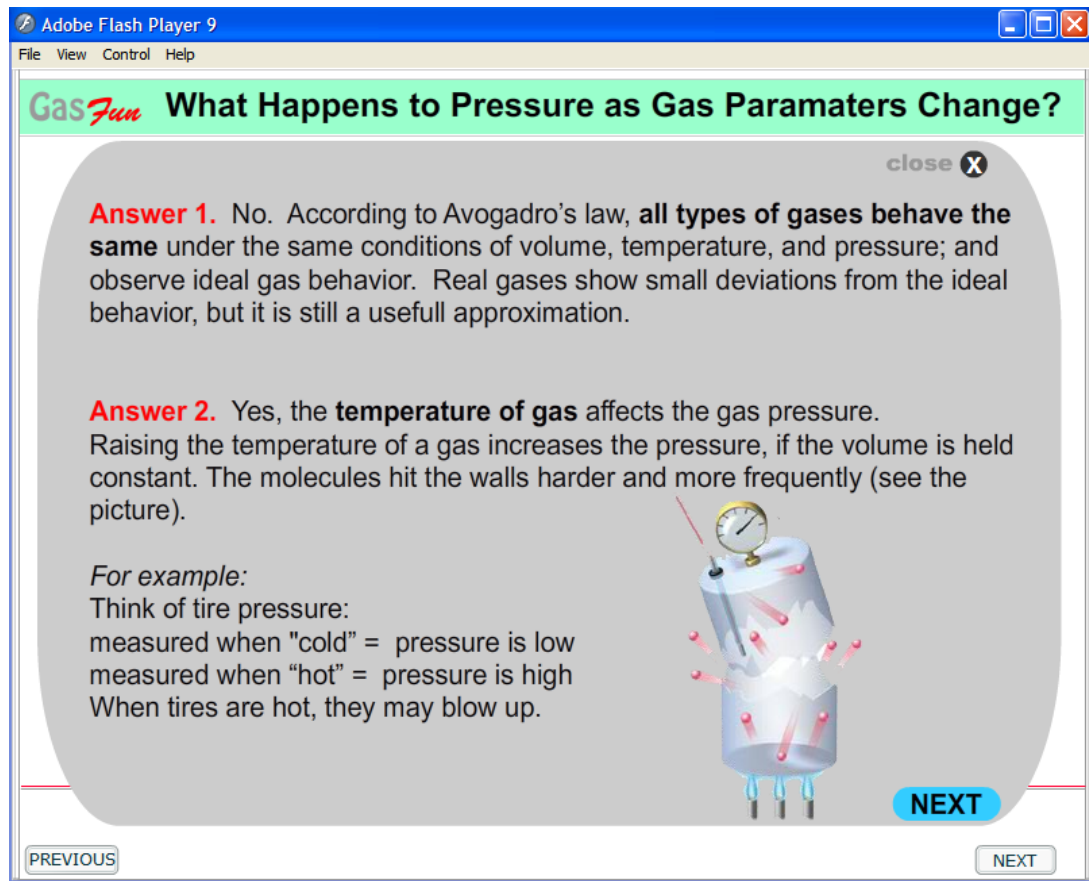 Adobe Flash Player 9
File View Control Help
Gas Fun What Happens to Pressure as Gas Paramaters Change?
close X
Answer 1. No. According to Avogadro’s law, all types of gases behave the
same under the same conditions of volume, temperature, and pressure; and
observe ideal gas behavior. Real gases show small deviations from the ideal
behavior, but it is still a usefull approximation.
Answer 2. Yes, the temperature of gas affects the gas pressure.
Raising the temperature of a gas increases the pressure, if the volume is held
constant. The molecules hit the walls harder and more frequently (see the
picture).
For example:
Think of tire pressure:
measured when "cold” = pressure is low
measured when “hot” = pressure is high
When tires are hot, they may blow up.
NEXT
PREVIOUS
NEXT